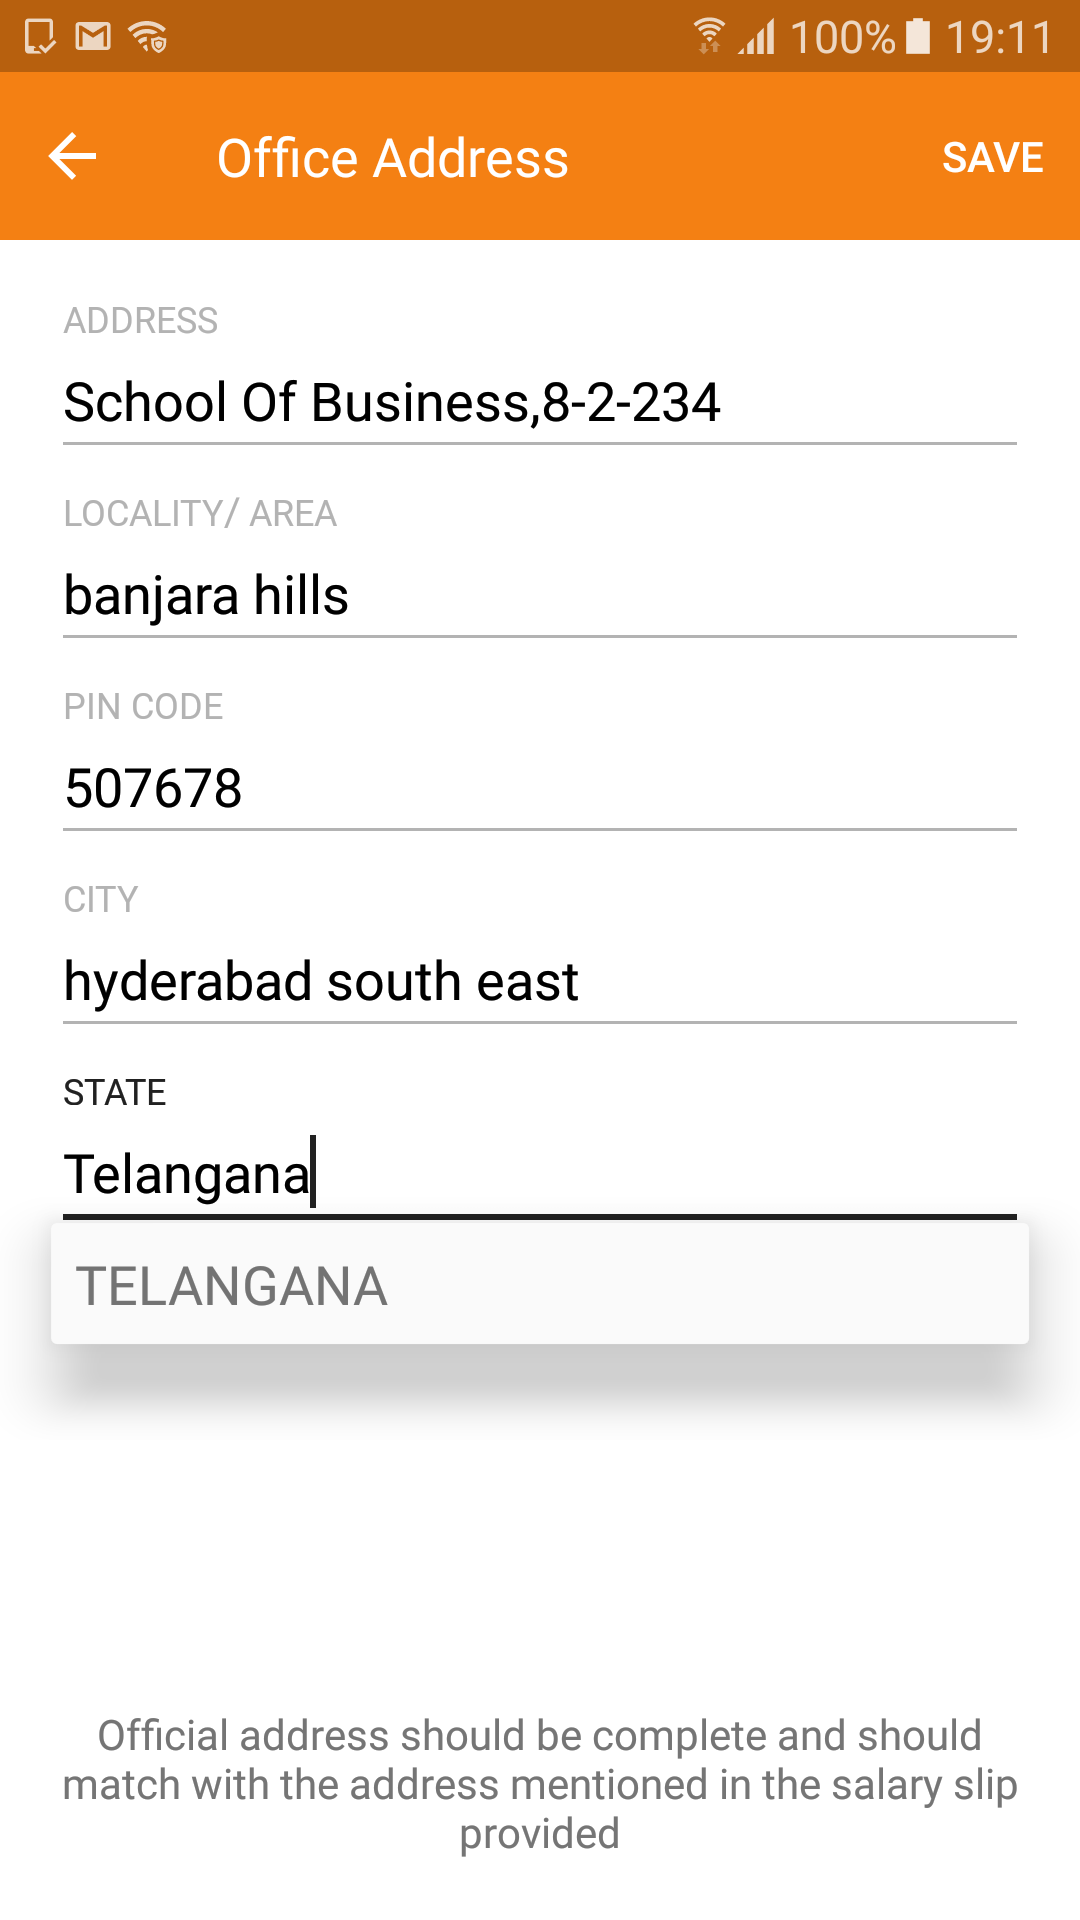 100% 19:11
Office Address SAVE
ADDRESS
School Of Business,8-2-234
LOCALITY/ AREA
banjara hills
PIN CODE
507678
CITY
hyderabad south east
STATE
Telangana
TELANGANA
Official address should be complete and should
match with the address mentioned in the salary slip
provided